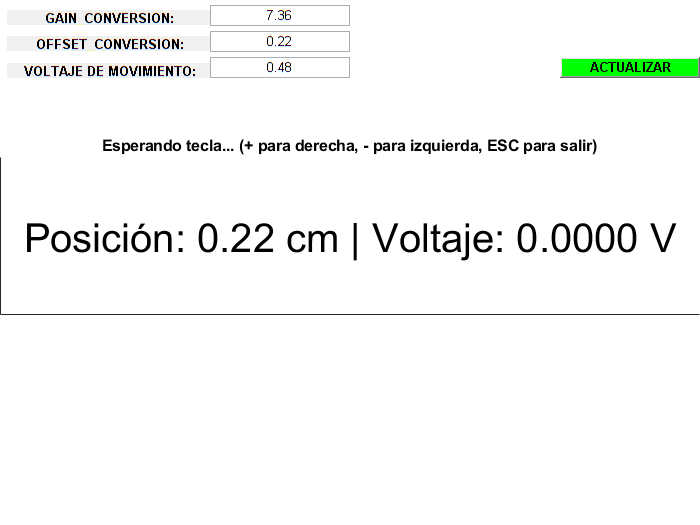 GAIN CONVERSION: 7.36
OFFSET CONVERSION: 0.22
VOLTAJE DE MOVIMIENTO: 0.48
ACTUALIZAR
Esperando tecla... (+ para derecha, - para izquierda, ESC para salir)
Posición: 0.22 cm | Voltaje: 0.0000 V